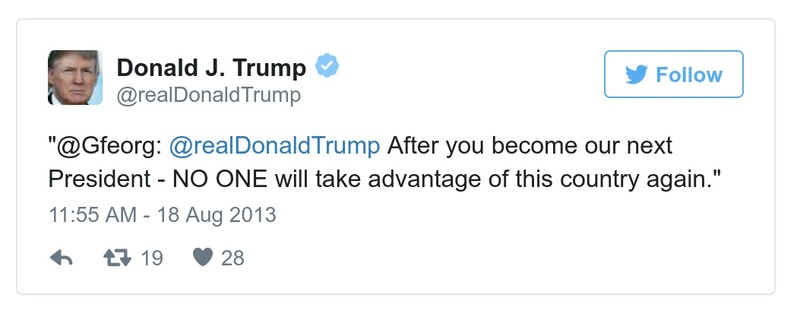 Donald J. Trump
@realDonaldTrump
Follow
"@Gfeorg: @realDonaldTrump After you become our next
President - NO ONE will take advantage of this country again."
11:55 AM - 18 Aug 2013
19 28